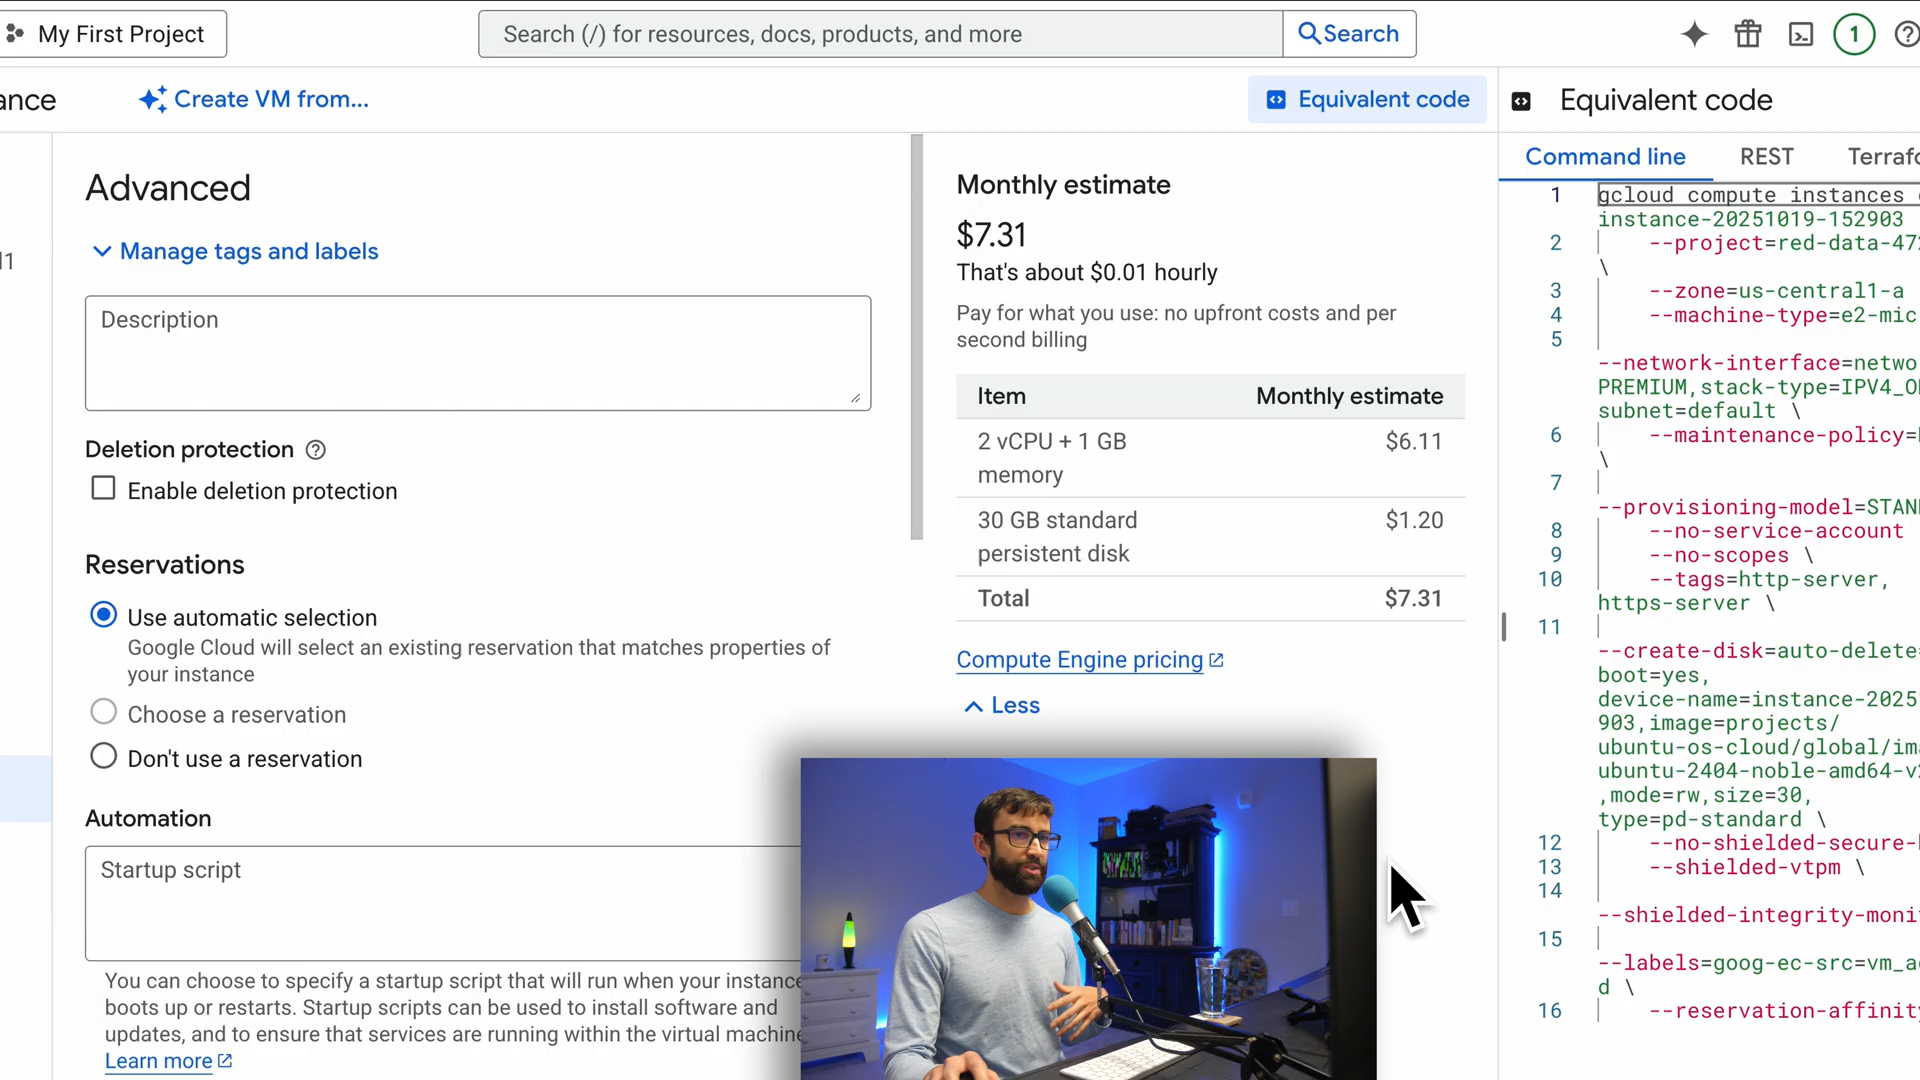 My First Project
Search (/) for resources, docs, products, and more
Search
1
Create VM from...
Equivalent code
Equivalent code
Command line
REST
Advanced
Manage tags and labels
Description
Deletion protection
Enable deletion protection
Reservations
Use automatic selection
Google Cloud will select an existing reservation that matches properties of
your instance
Choose a reservation
Don't use a reservation
Automation
Startup script
You can choose to specify a startup script that will run when your instance
boots up or restarts. Startup scripts can be used to install software and
updates, and to ensure that services are running within the virtual machine
Learn more
Monthly estimate
$7.31
That's about $0.01 hourly
Pay for what you use: no upfront costs and per
second billing
Item Monthly estimate
2 vCPU + 1 GB $6.11
memory
30 GB standard $1.20
persistent disk
Total $7.31
Compute Engine pricing
Less
1 gcloud compute instances
instance-20251019-152903
2 --project=red-data-47
\
3 --zone=us-central1-a
4 --machine-type=e2-mic
5
--network-interface=netwo
PREMIUM,stack-type=IPV4_O
subnet=default \
6 --maintenance-policy=
\
7
--provisioning-model=STAN
8 --no-service-account
9 --no-scopes \
10 --tags=http-server,
https-server \
11
--create-disk=auto-delete=
boot=yes,
device-name=instance-2025
903,image=projects/
ubuntu-os-cloud/global/ima
ubuntu-2404-noble-amd64-v2
,mode=rw,size=30,
type=pd-standard \
12 --no-shielded-secure-
13 --shielded-vtpm \
14
--shielded-integrity-moni
15
--labels=goog-ec-src=vm_a
d \
16 --reservation-affinity